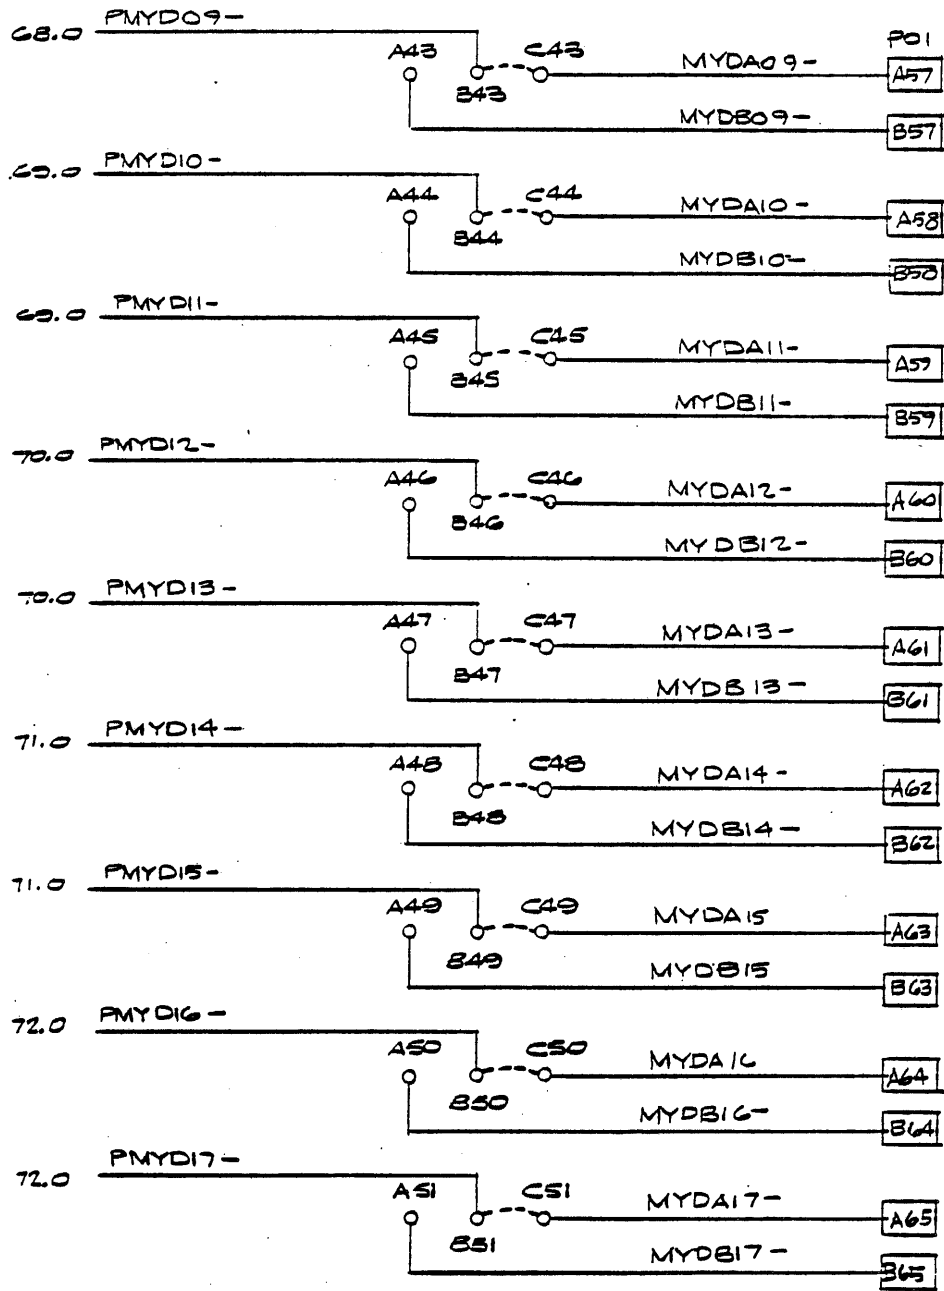 68.0 PMYD09- P01
A43 C43 MYDA09- A57
B43
MYDB09- B57
69.0 PMYD10-
A44 C44 MYDA10- A58
B44
MYDB10- B58
69.0 PMYD11-
A45 C45 MYDA11- A59
B45
MYDB11- B59
70.0 PMYD12-
A46 C46 MYDA12- A60
B46
MYDB12- B60
70.0 PMYD13-
A47 C47 MYDA13- A61
B47
MYDB13- B61
71.0 PMYD14-
A48 C48 MYDA14- A62
B48
MYDB14- B62
71.0 PMYD15-
A49 C49 MYDA15 A63
B49
MYDB15 B63
72.0 PMYD16-
A50 C50 MYDA16 A64
B50
MYDB16- B64
72.0 PMYD17-
A51 C51 MYDA17- A65
B51
MYDB17- B65